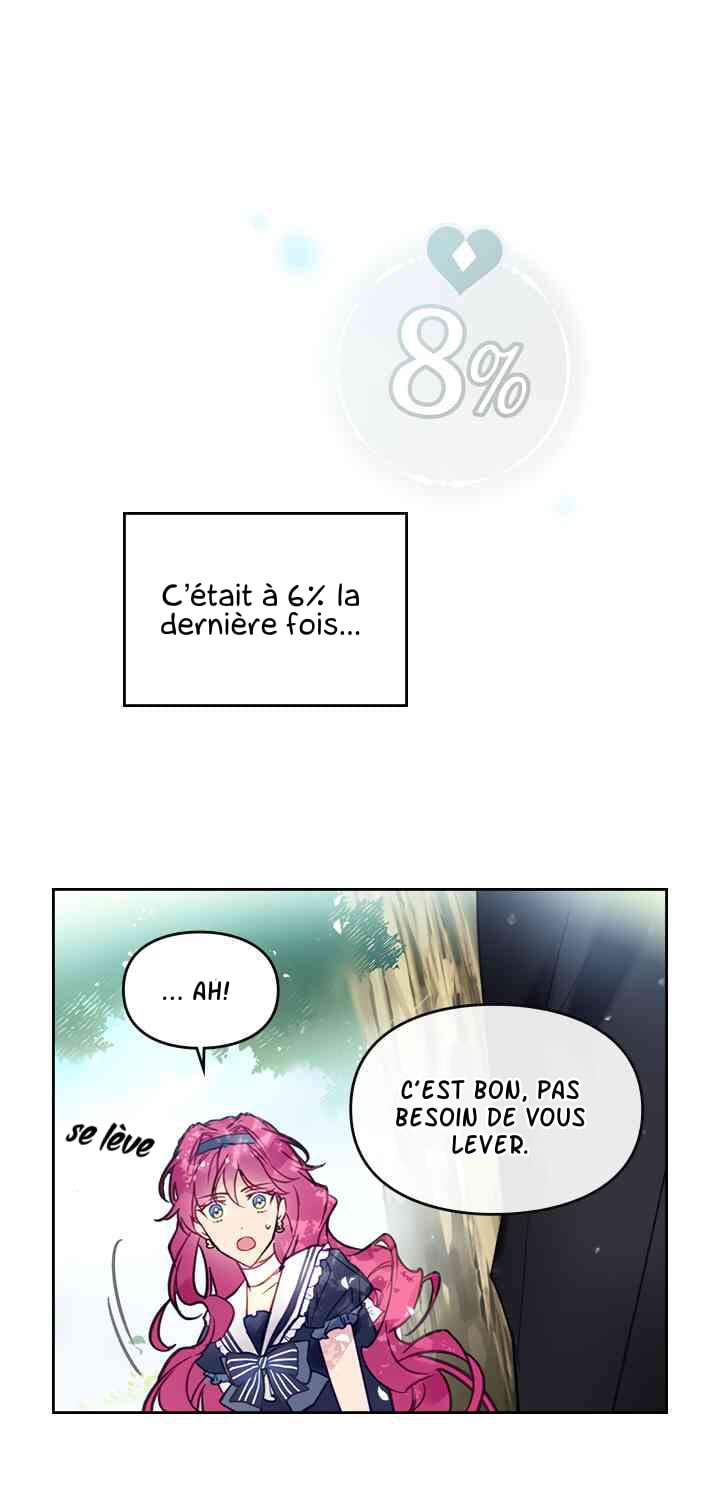 8%
C'était à 6% la
dernière fois...
... AH!
C'EST BON, PAS
BESOIN DE VOUS
LEVER.
se lève